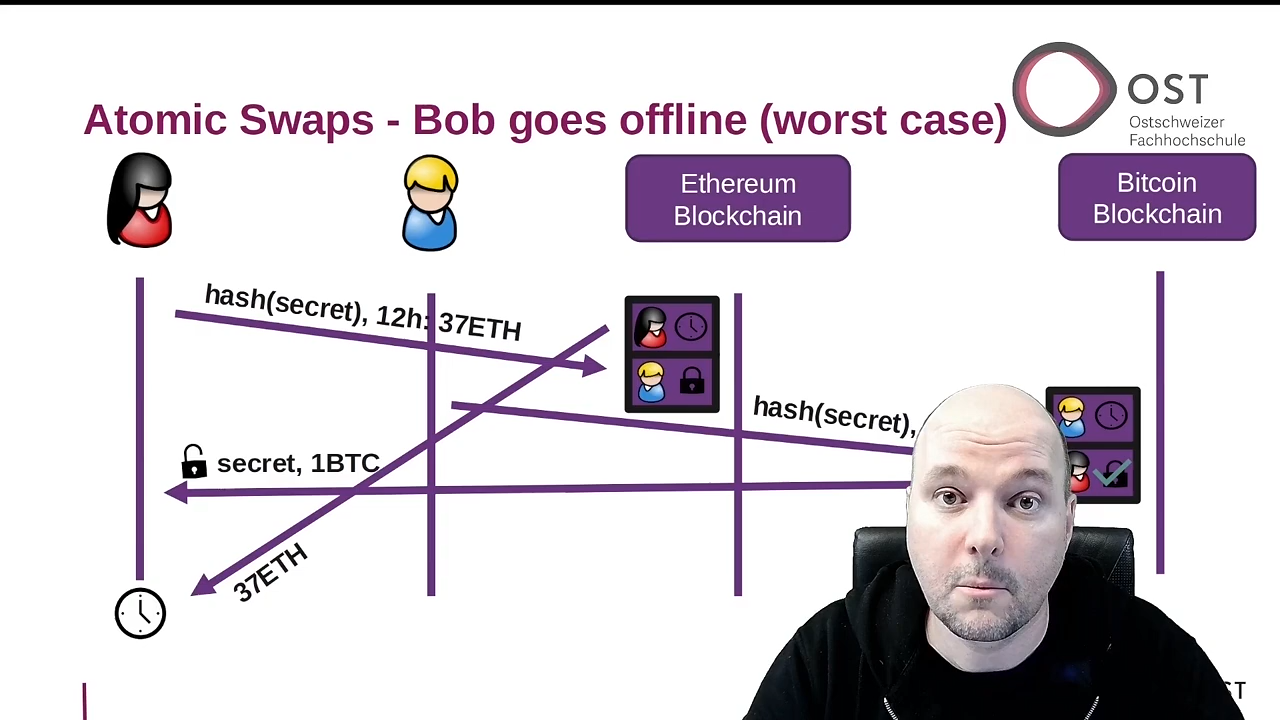 OST
Ostschweizer
Fachhochschule
Atomic Swaps - Bob goes offline (worst case)
Ethereum
Blockchain
Bitcoin
Blockchain
hash(secret), 12h: 37ETH
hash(secret),
secret, 1BTC
37ETH